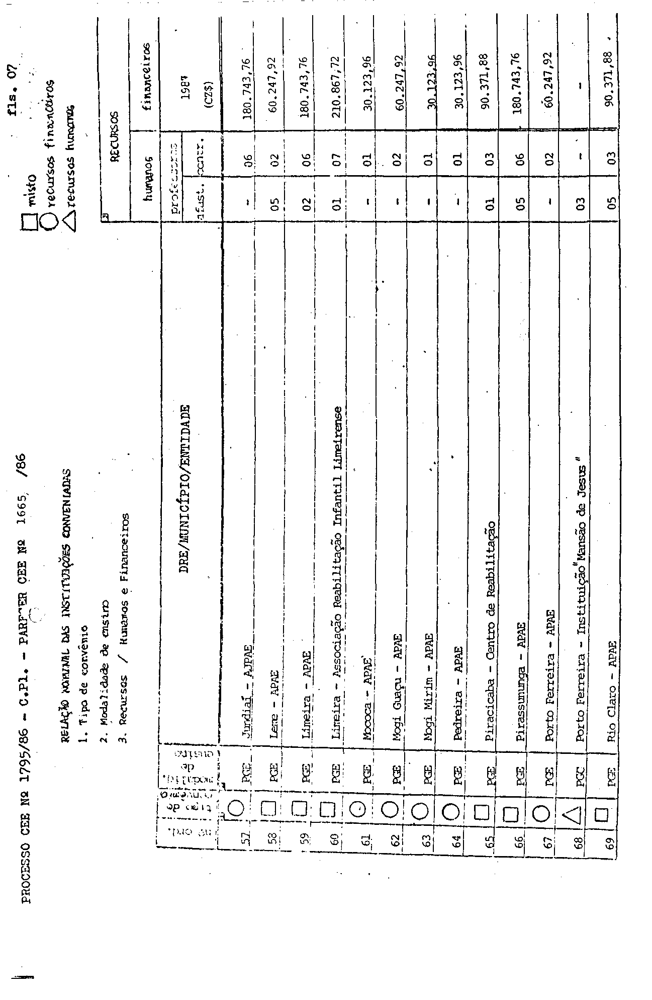 fls. 07
PROCESSO CEE Nº 1795/86 - C.Pl. - PARECER CEE Nº 1665 /86
□ misto
○ recursos financeiros
△ recursos humanos
RELAÇÃO NOMINAL DAS INSTITUIÇÕES CONVENIADAS
1. Tipo de convênio
2. Modalidade de ensino
3. Recursos / Humanos e Financeiros
RECURSOS
humanos financeiros
nº ord. tipo de convênio modalid. de ensino DRE/MUNICÍPIO/ENTIDADE professores 1987
afast. contr. (CZ$)
57 ○ PGE Jundiaí - AJPAE - 06 180.743,76
58 □ PGE Leme - APAE 05 02 60.247,92
59 □ PGE Limeira - APAE 02 06 180.743,76
60 □ PGE Limeira - Associação Reabilitação Infantil Limeirense 01 07 210.867,72
61 ○ PGE Mococa - APAE - 01 30.123,96
62 ○ PGE Mogi Guaçu - APAE - 02 60.247,92
63 ○ PGE Mogi Mirim - APAE - 01 30.123,96
64 ○ PGE Pedreira - APAE - 01 30.123,96
65 □ PGE Piracicaba - Centro de Reabilitação 01 03 90.371,88
66 □ PGE Pirassununga - APAE 05 06 180.743,76
67 ○ PGE Porto Ferreira - APAE - 02 60.247,92
68 △ PGC Porto Ferreira - Instituição "Mansão de Jesus" 03 - -
69 □ PGE Rio Claro - APAE 05 03 90.371,88